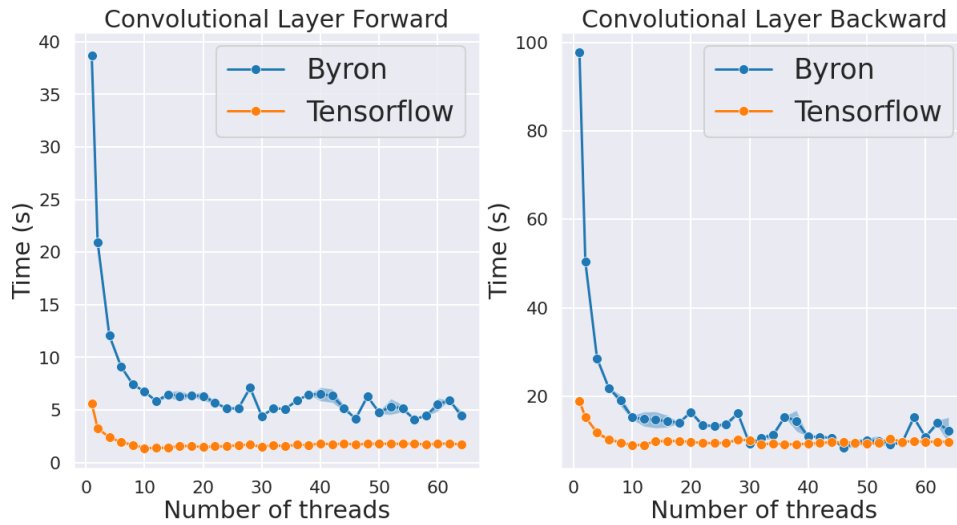 Convolutional Layer Forward
40
35
30
25
20
15
10
5
0
Time (s)
Byron
Tensorflow
0 10 20 30 40 50 60
Number of threads
Convolutional Layer Backward
100
80
60
40
20
Time (s)
Byron
Tensorflow
0 10 20 30 40 50 60
Number of threads